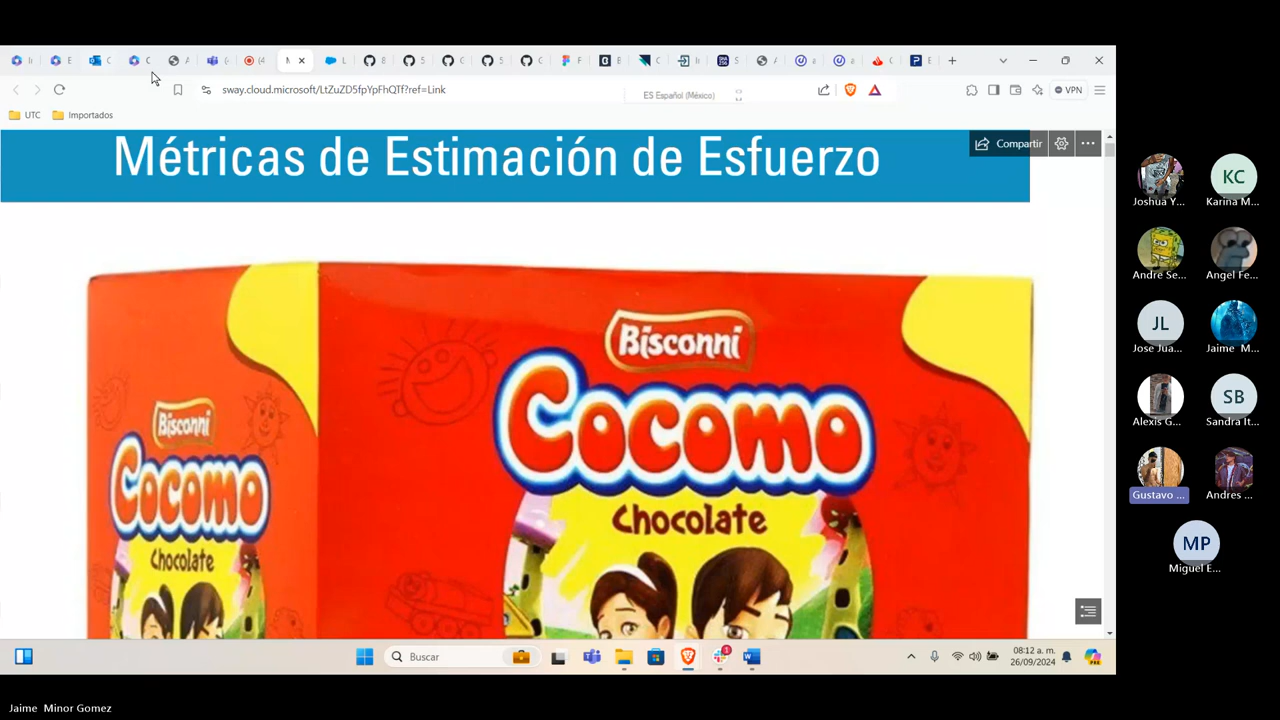 sway.cloud.microsoft/LtZuZD5fpYpFhQTf?ref=Link
ES Español (México)
VPN
UTC
Importados
Métricas de Estimación de Esfuerzo
Compartir
Bisconni
Cocomo
Chocolate
Bisconni
Cocomo
Chocolate
Joshua Y...
KC
Karina M...
Andre Se...
Angel Fe...
JL
Jose Jua...
Jaime M...
Alexis G...
SB
Sandra It...
Gustavo ...
Andres ...
MP
Miguel E...
Buscar
08:12 a. m.
26/09/2024
Jaime Minor Gomez